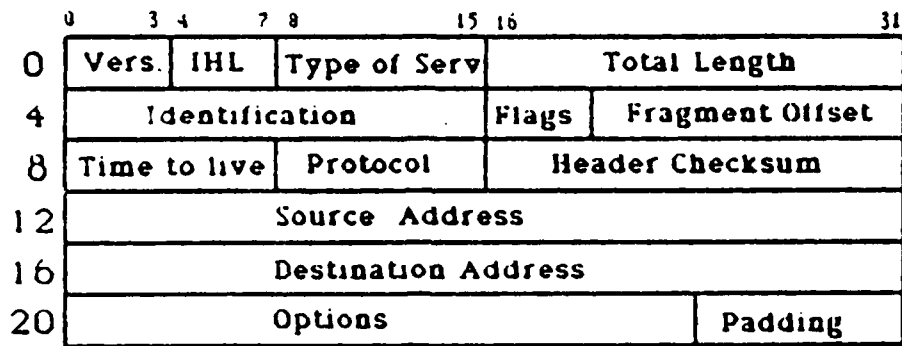 0 3 4 7 8 15 16 31
0 Vers. IHL Type of Serv Total Length
4 Identification Flags Fragment Offset
8 Time to live Protocol Header Checksum
12 Source Address
16 Destination Address
20 Options Padding